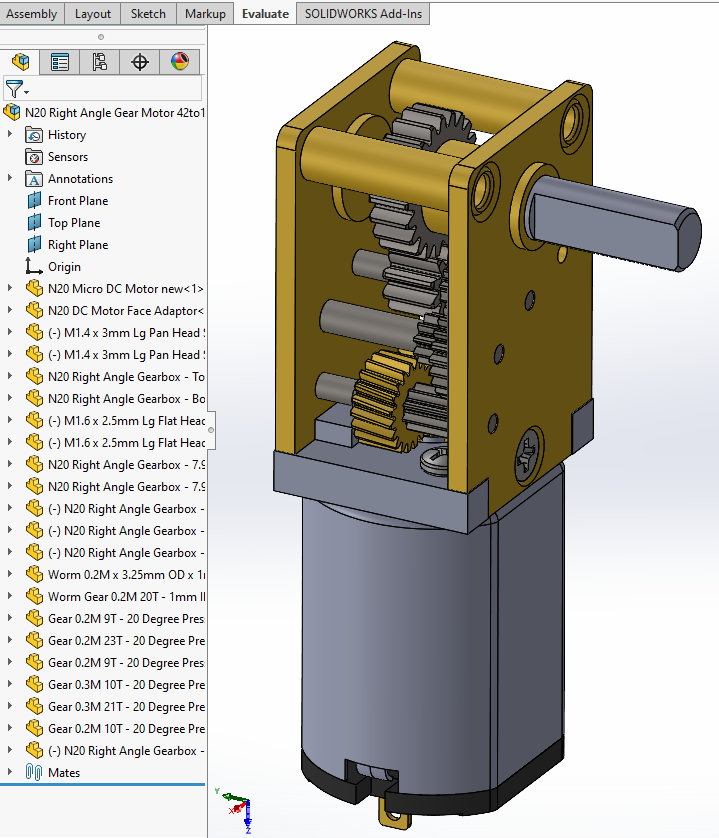 Assembly Layout Sketch Markup Evaluate SOLIDWORKS Add-Ins
N20 Right Angle Gear Motor 42to1
History
Sensors
A Annotations
Front Plane
Top Plane
Right Plane
Origin
N20 Micro DC Motor new<1>
N20 DC Motor Face Adaptor<
(-) M1.4 x 3mm Lg Pan Head S
(-) M1.4 x 3mm Lg Pan Head S
N20 Right Angle Gearbox - To
N20 Right Angle Gearbox - Bo
(-) M1.6 x 2.5mm Lg Flat Head
(-) M1.6 x 2.5mm Lg Flat Head
N20 Right Angle Gearbox - 7.9
N20 Right Angle Gearbox - 7.9
(-) N20 Right Angle Gearbox -
(-) N20 Right Angle Gearbox -
(-) N20 Right Angle Gearbox -
Worm 0.2M x 3.25mm OD x 1
Worm Gear 0.2M 20T - 1mm I
Gear 0.2M 9T - 20 Degree Pres
Gear 0.2M 23T - 20 Degree Pre
Gear 0.2M 9T - 20 Degree Pres
Gear 0.3M 10T - 20 Degree Pre
Gear 0.3M 21T - 20 Degree Pre
Gear 0.2M 10T - 20 Degree Pre
(-) N20 Right Angle Gearbox -
Mates
Y
X
Z